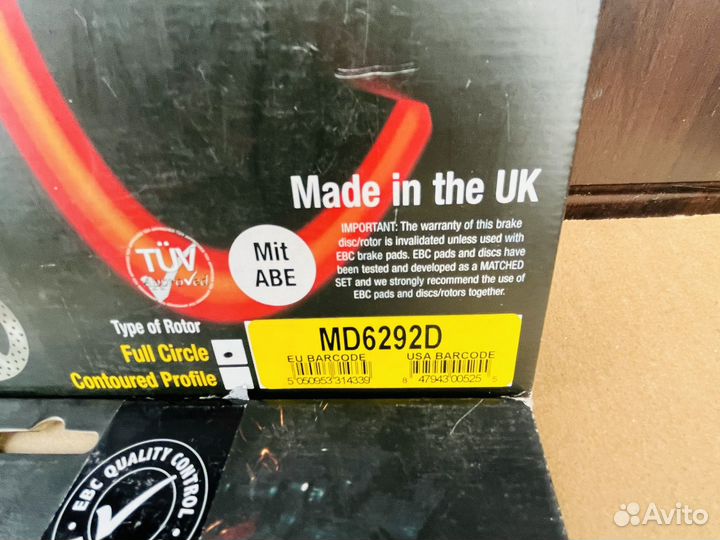 Made in the UK
IMPORTANT: The warranty of this brake
disc/rotor is invalidated unless used with
EBC brake pads. EBC pads and discs have
been tested and developed as a MATCHED
SET and we strongly recommend the use of
EBC pads and discs/rotors together.
TÜV
Approved
Mit
ABE
Type of Rotor
Full Circle
Contoured Profile
MD6292D
EU BARCODE
USA BARCODE
5 050953 314339
8 47943 00525 5
EBC QUALITY CONTROL
Avito